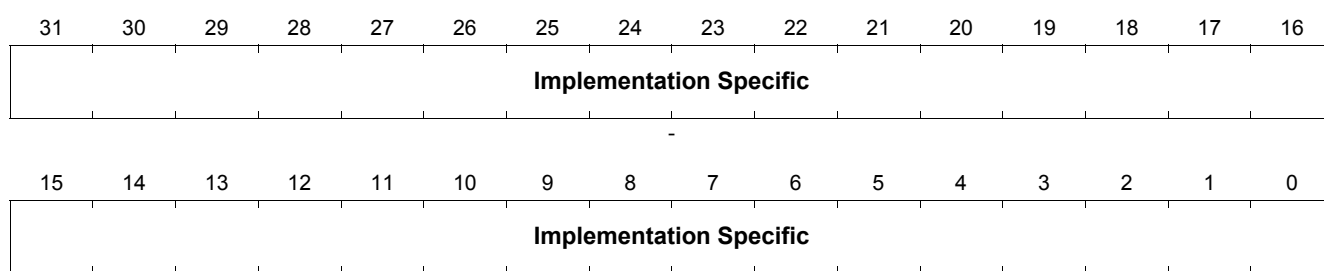 31 30 29 28 27 26 25 24 23 22 21 20 19 18 17 16
Implementation Specific
-
15 14 13 12 11 10 9 8 7 6 5 4 3 2 1 0
Implementation Specific